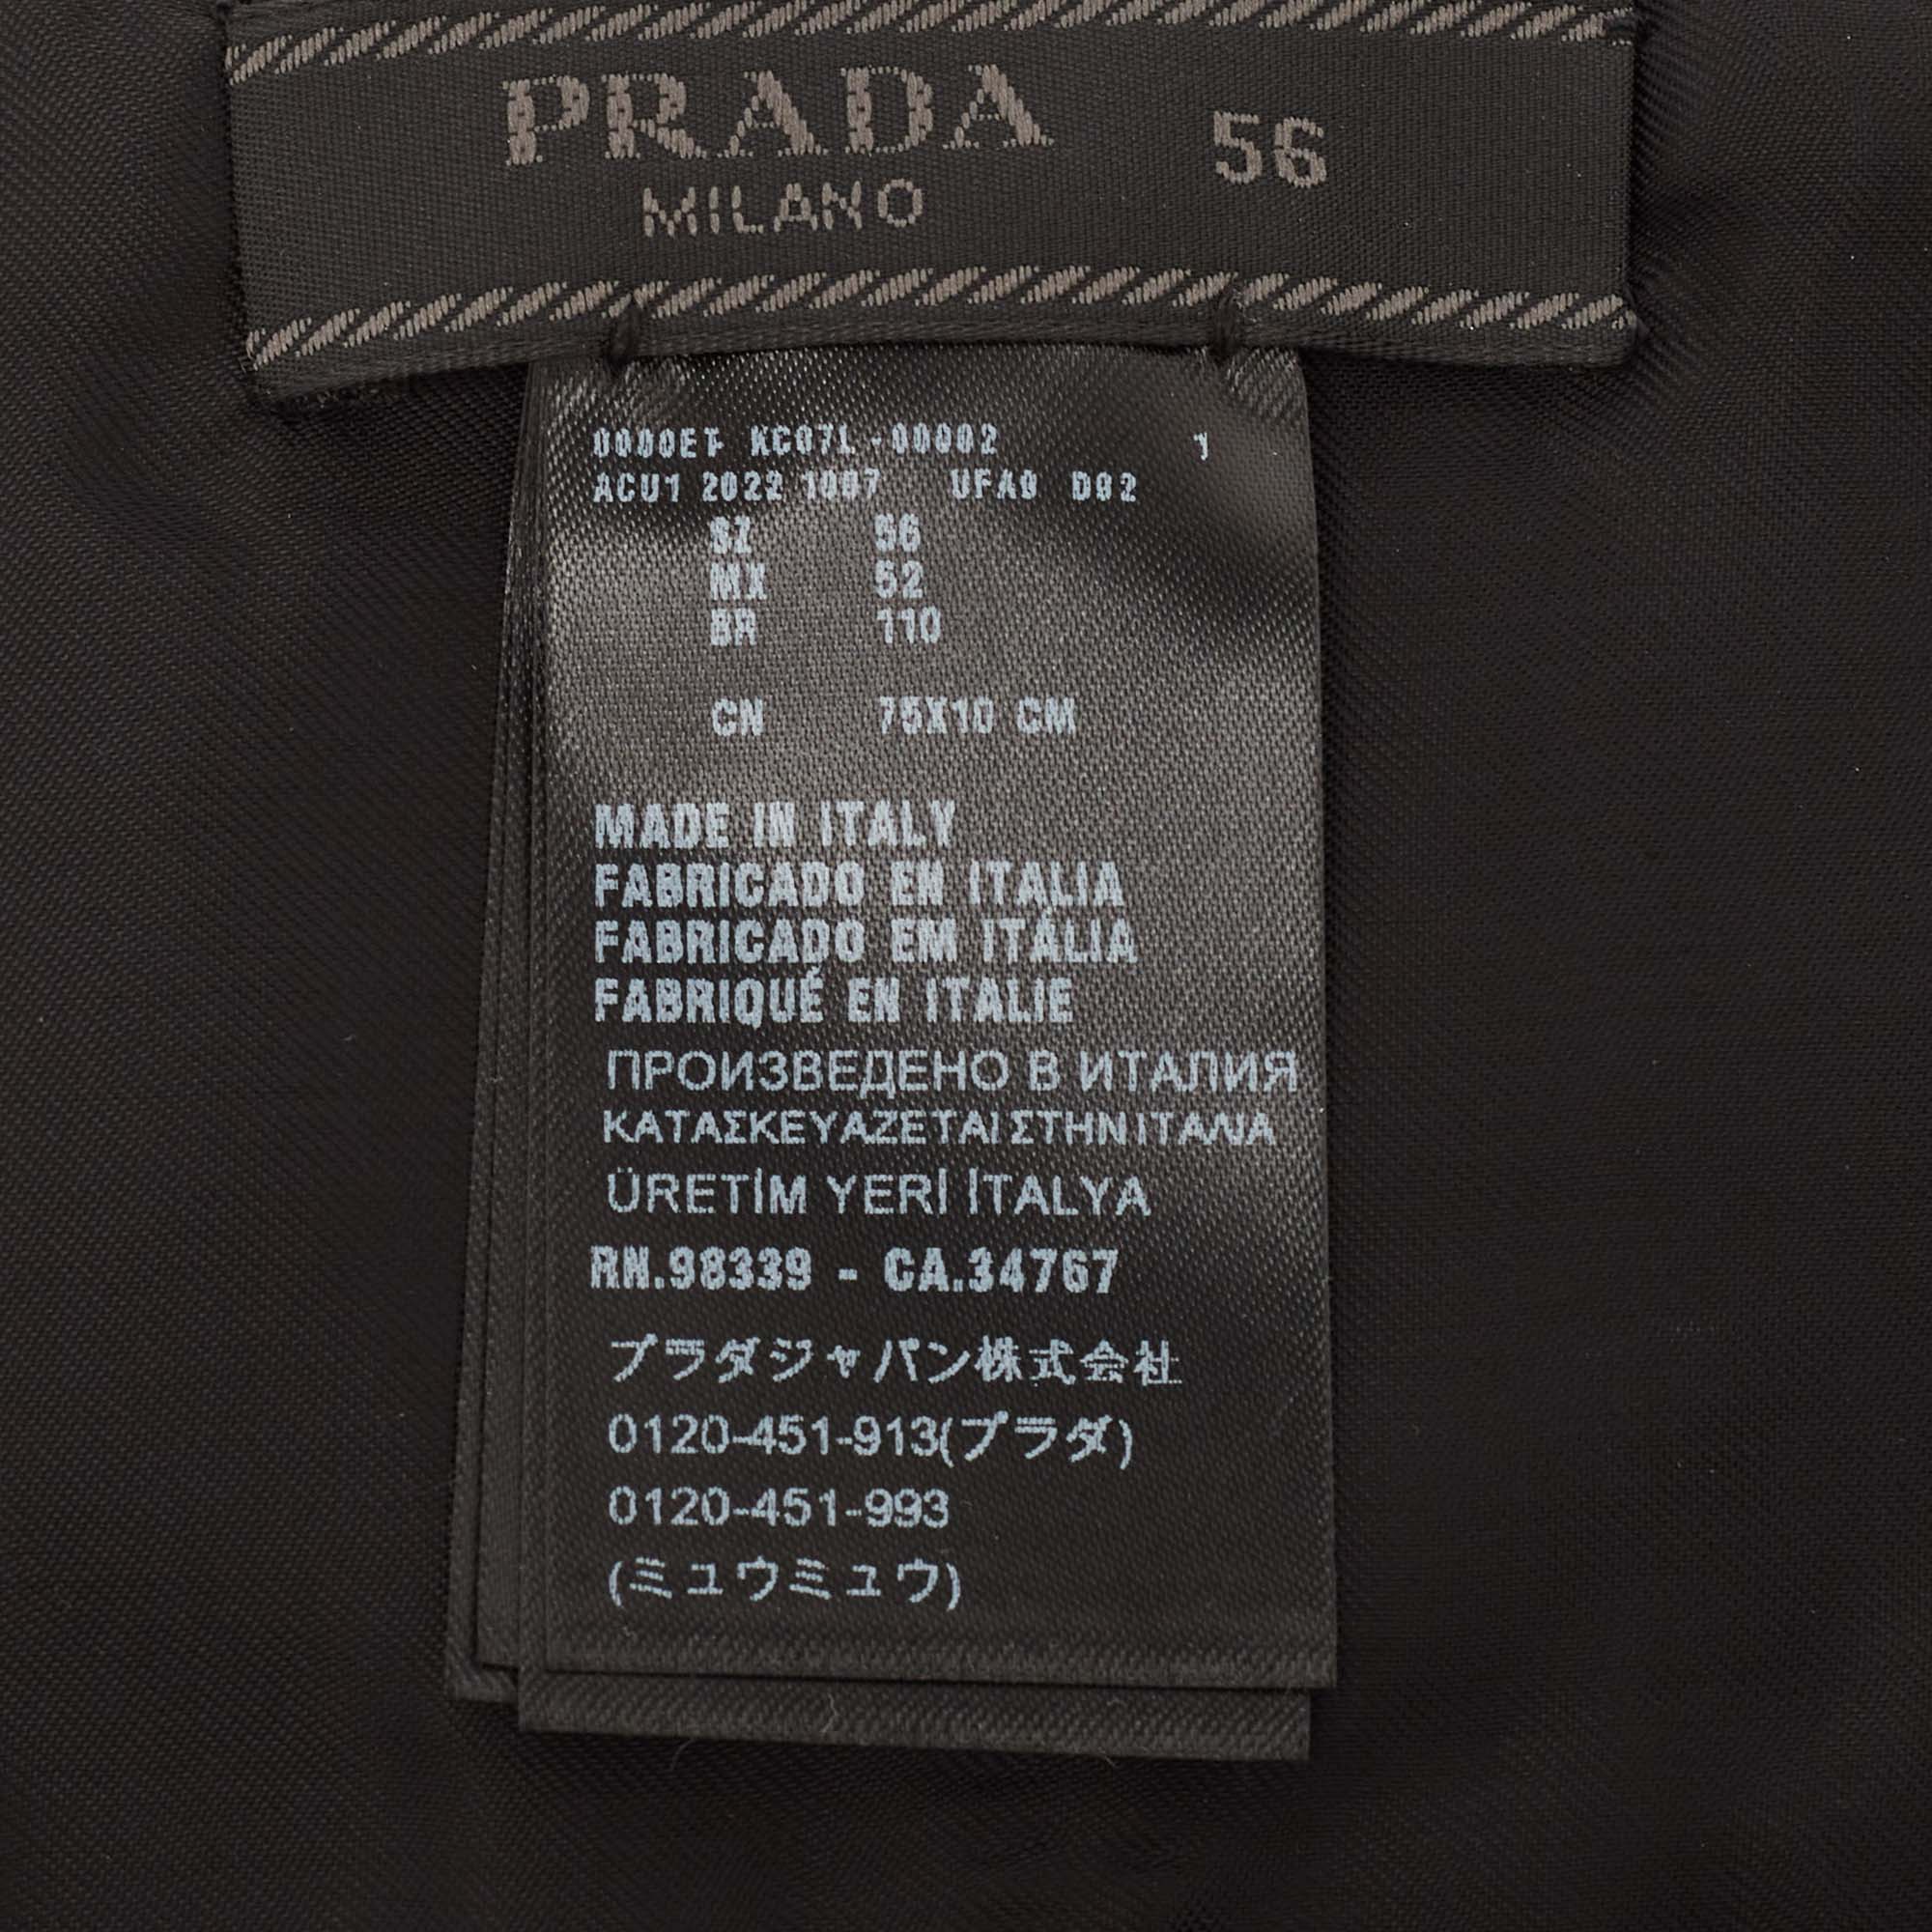 PRADA 56
MILANO
ACU1 2022 1007 UFA0 D02
SZ 56
MX 52
BR 110
CN 75X10 CM
MADE IN ITALY
FABRICADO EN ITALIA
FABRICADO EM ITÁLIA
FABRIQUÉ EN ITALIE
ПРОИЗВЕДЕНО В ИТАЛИЯ
ΚΑΤΑΣΚΕΥΑΖΕΤΑΙ ΣΤΗΝ ΙΤΑΛΙΑ
ÜRETİM YERİ İTALYA
RN.98339 - CA.34767
プラダジャパン株式会社
0120-451-913(プラダ)
0120-451-993
(ミュウミュウ)